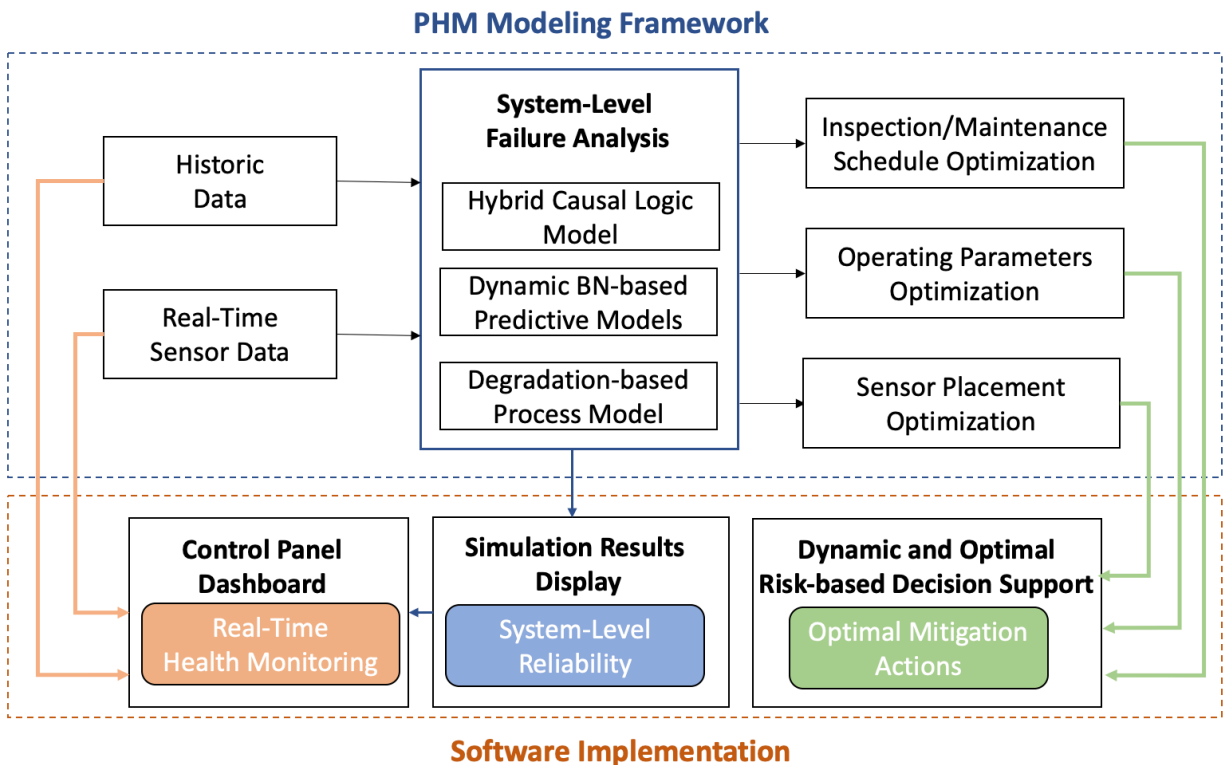 PHM Modeling Framework
Historic
Data
Real-Time
Sensor Data
System-Level
Failure Analysis
Hybrid Causal Logic
Model
Dynamic BN-based
Predictive Models
Degradation-based
Process Model
Inspection/Maintenance
Schedule Optimization
Operating Parameters
Optimization
Sensor Placement
Optimization
Control Panel
Dashboard
Real-Time
Health Monitoring
Simulation Results
Display
System-Level
Reliability
Dynamic and Optimal
Risk-based Decision Support
Optimal Mitigation
Actions
Software Implementation